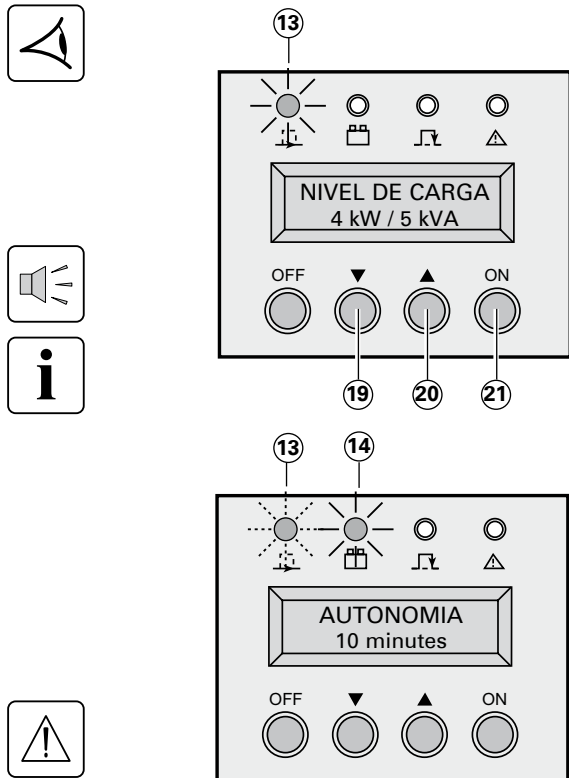 13
NIVEL DE CARGA
4 kW / 5 kVA
OFF ▼ ▲ ON
i
19 20 21
13 14
AUTONOMIA
10 minutes
OFF ▼ ▲ ON